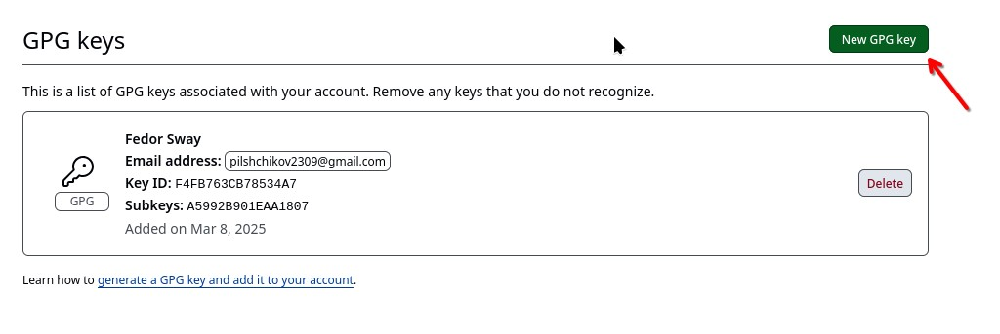 GPG keys
New GPG key
This is a list of GPG keys associated with your account. Remove any keys that you do not recognize.
Fedor Sway
Email address: pilshchikov2309@gmail.com
Key ID: F4FB763CB78534A7
GPG
Subkeys: A5992B901EAA1807
Delete
Added on Mar 8, 2025
Learn how to generate a GPG key and add it to your account.